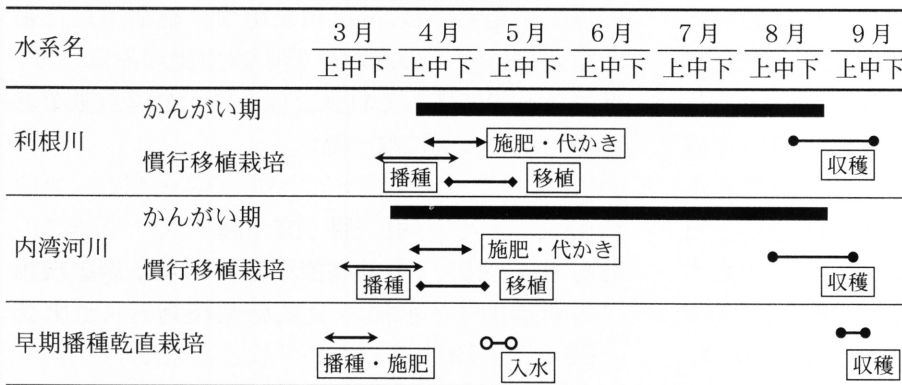 水系名 3月 4月 5月 6月 7月 8月 9月
上中下 上中下 上中下 上中下 上中下 上中下 上中下
かんがい期
利根川
施肥・代かき
慣行移植栽培
播種 移植 収穫
かんがい期
内湾河川
施肥・代かき
慣行移植栽培
播種 移植 収穫
早期播種乾直栽培
播種・施肥 入水 収穫